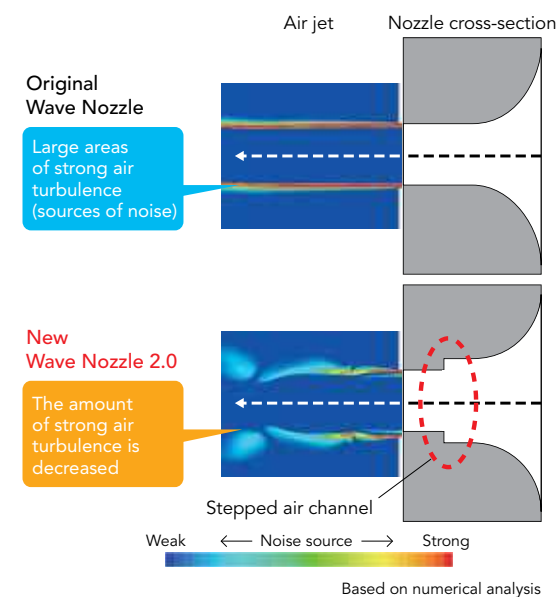 Air jet
Nozzle cross-section
Original
Wave Nozzle
Large areas
of strong air
turbulence
(sources of noise)
New
Wave Nozzle 2.0
The amount
of strong air
turbulence is
decreased
Stepped air channel
Weak ← Noise source → Strong
Based on numerical analysis